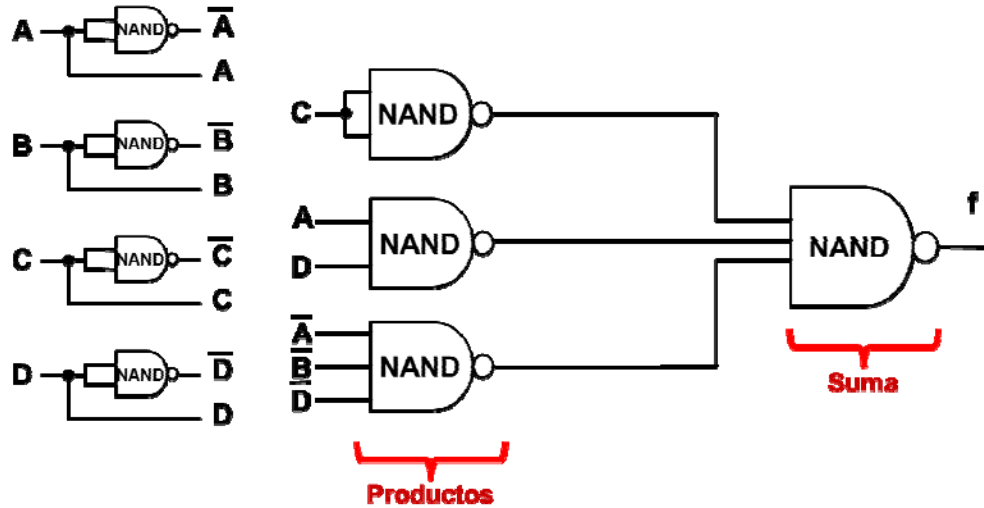 A NAND A̅
A
B NAND B̅
B
C NAND C̅
C
D NAND D̅
D
C NAND
A
D NAND
A̅
B̅ NAND
D̅
NAND f
Productos
Suma